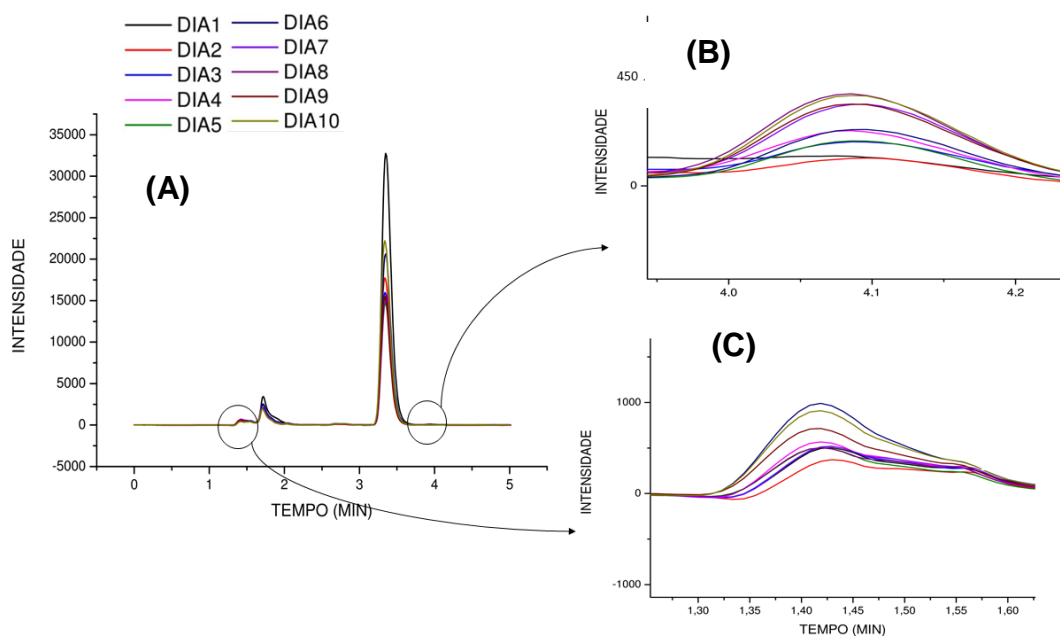 DIA1 DIA6
DIA2 DIA7
DIA3 DIA8
DIA4 DIA9
DIA5 DIA10
(A)
35000
30000
25000
20000
15000
10000
5000
0
-5000
INTENSIDADE
0 1 2 3 4 5
TEMPO (MIN)
(B)
450
0
INTENSIDADE
4.0 4.1 4.2
(C)
1000
0
-1000
INTENSIDADE
1,30 1,35 1,40 1,45 1,50 1,55 1,60
TEMPO (MIN)